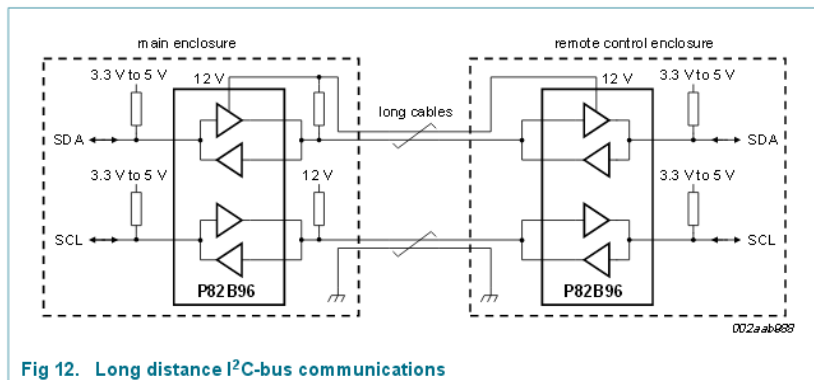 main enclosure
remote control enclosure
3.3 V to 5 V
12 V
12 V
3.3 V to 5 V
long cables
SDA
SDA
3.3 V to 5 V
12 V
3.3 V to 5 V
SCL
SCL
P82B96
P82B96
002aab988
Fig 12. Long distance I²C-bus communications